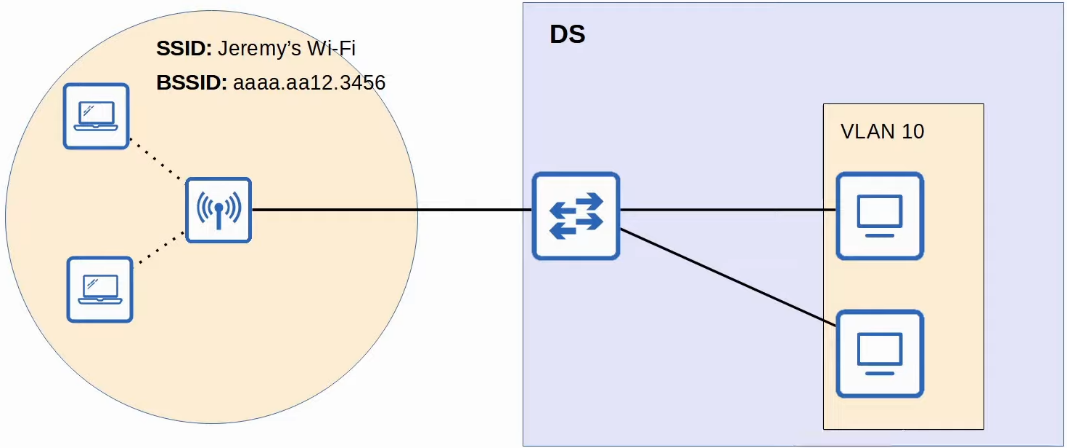 SSID: Jeremy’s Wi-Fi
BSSID: aaaa.aa12.3456
DS
VLAN 10